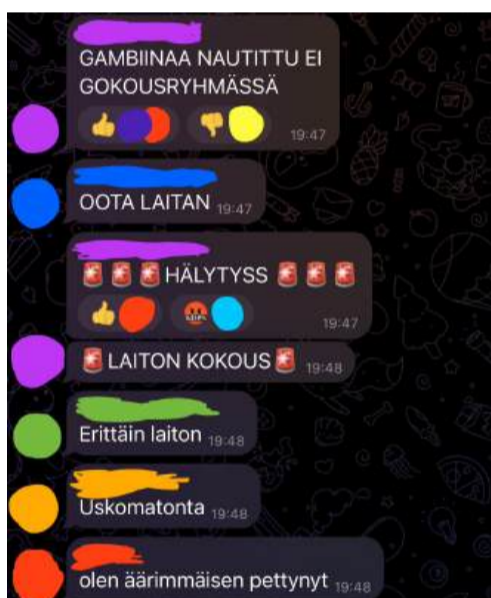 GAMBIINAA NAUTITTU EI
GOKOUSRYHMÄSSÄ
19:47
OOTA LAITAN 19:47
🚨 🚨 🚨 HÄLYTYSS 🚨 🚨 🚨
19:47
🚨 LAITON KOKOUS 🚨 19:48
Erittäin laiton 19:48
Uskomatonta 19:48
olen äärimmäisen pettynyt 19:48